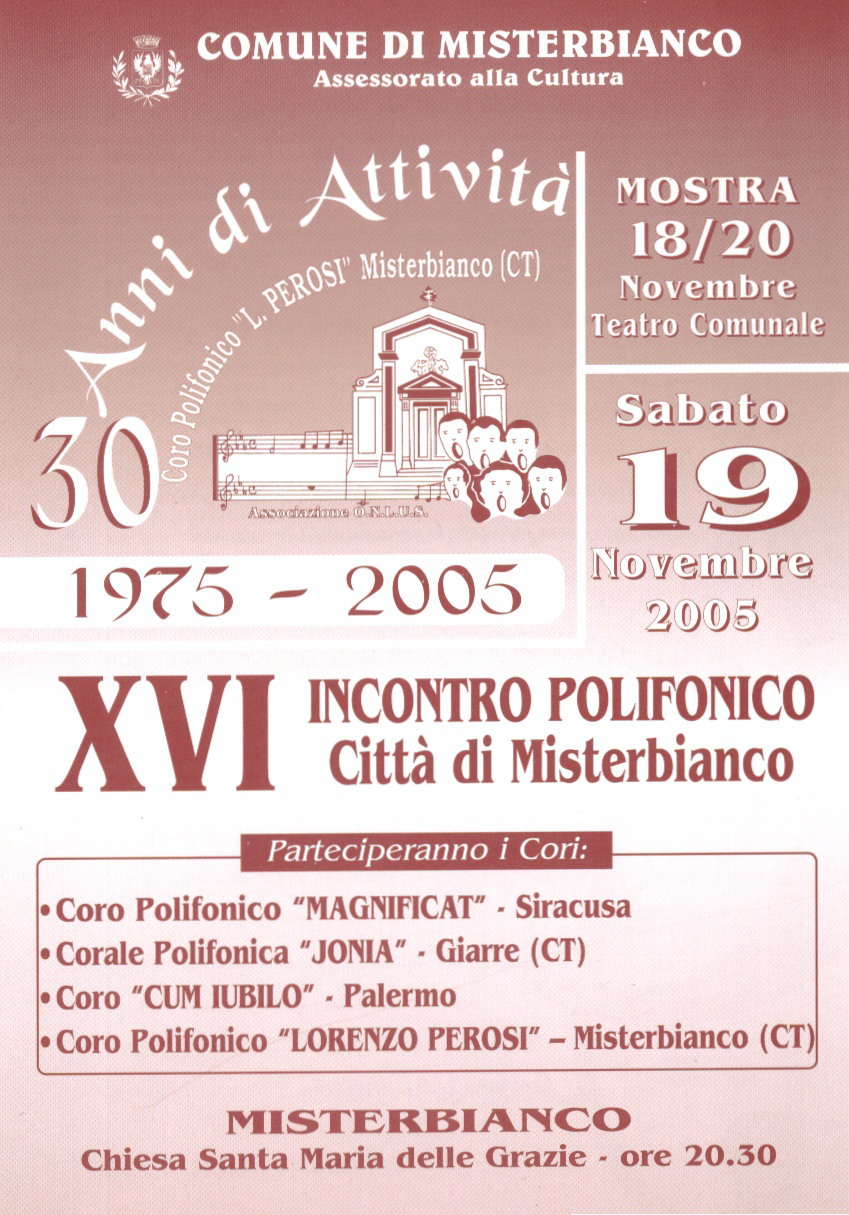 COMUNE DI MISTERBIANCO
Assessorato alla Cultura
30 Anni di Attività
Coro Polifonico "L. PEROSI" Misterbianco (CT)
Associazione O.N.L.U.S.
1975 - 2005
MOSTRA
18/20
Novembre
Teatro Comunale
Sabato
19
Novembre
2005
XVI INCONTRO POLIFONICO
Città di Misterbianco
Parteciperanno i Cori:
• Coro Polifonico "MAGNIFICAT" - Siracusa
• Corale Polifonica "JONIA" - Giarre (CT)
• Coro "CUM IUBILO" - Palermo
• Coro Polifonico "LORENZO PEROSI" – Misterbianco (CT)
MISTERBIANCO
Chiesa Santa Maria delle Grazie - ore 20.30